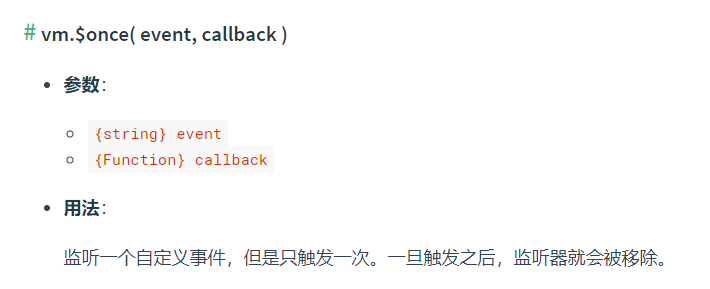 # vm.$once( event, callback )
参数：
{string} event
{Function} callback
用法：
监听一个自定义事件，但是只触发一次。一旦触发之后，监听器就会被移除。